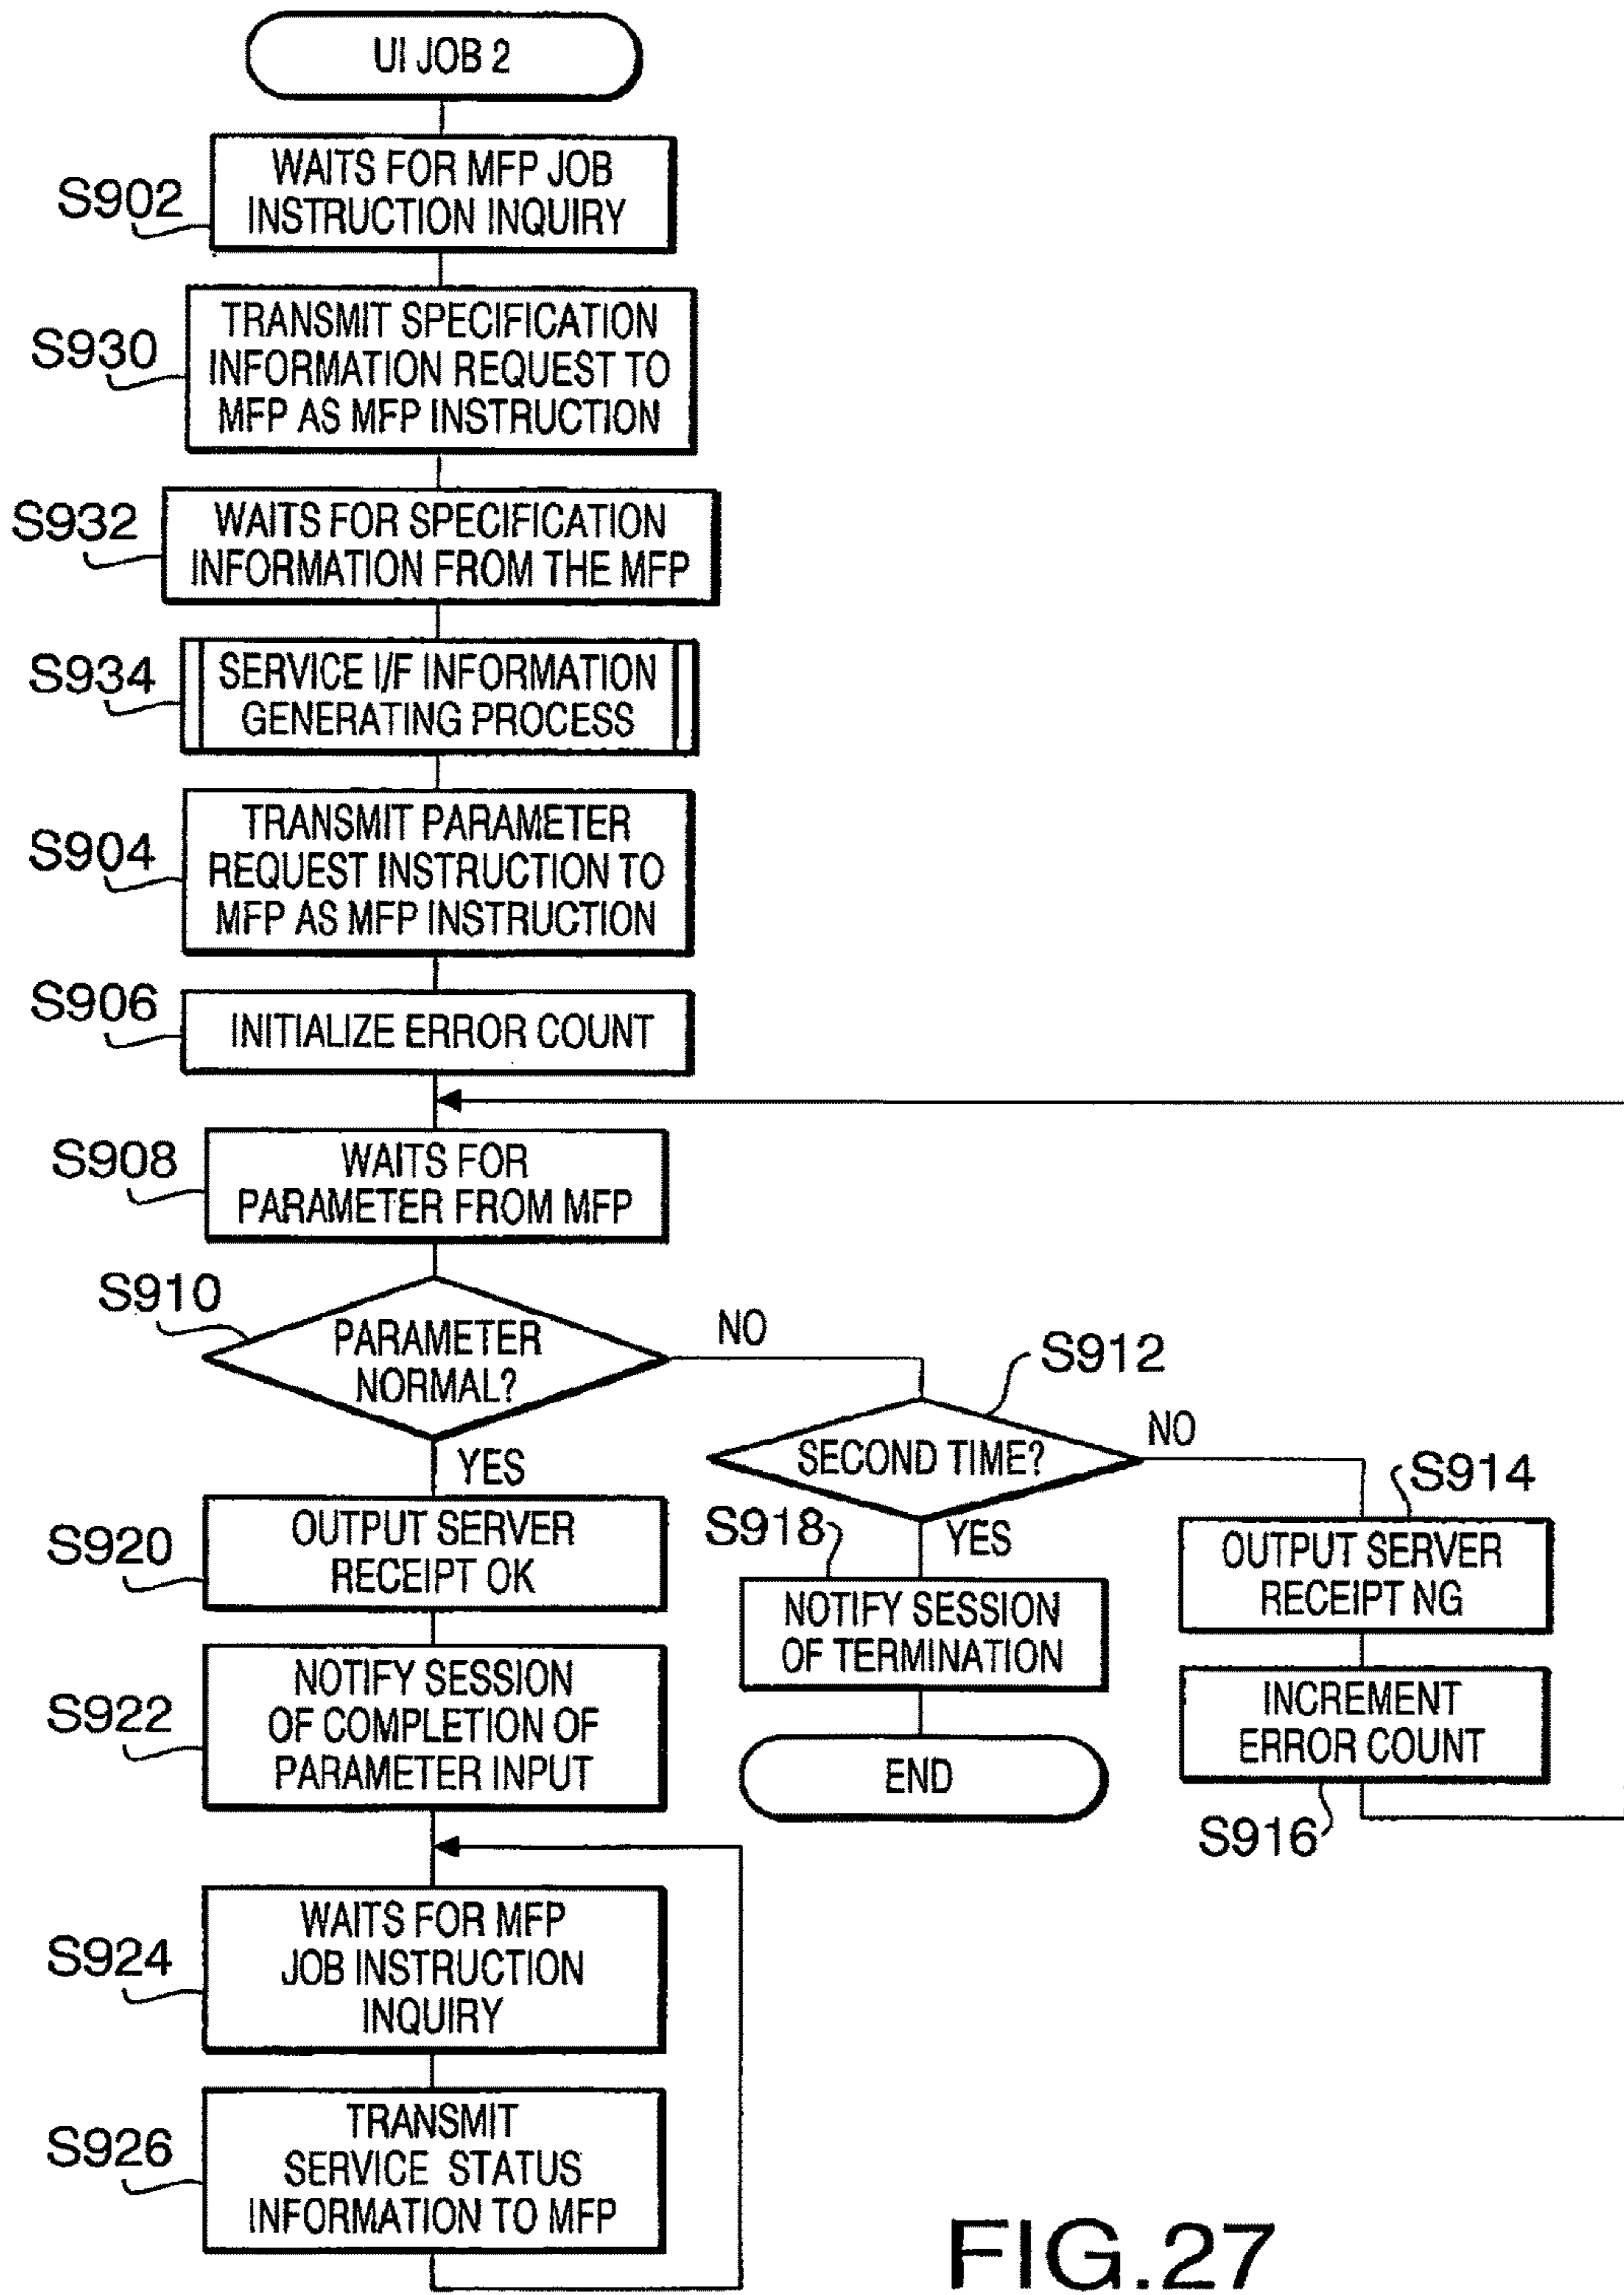 UI JOB 2
S902
WAITS FOR MFP JOB
INSTRUCTION INQUIRY
S930
TRANSMIT SPECIFICATION
INFORMATION REQUEST TO
MFP AS MFP INSTRUCTION
S932
WAITS FOR SPECIFICATION
INFORMATION FROM THE MFP
S934
SERVICE I/F INFORMATION
GENERATING PROCESS
S904
TRANSMIT PARAMETER
REQUEST INSTRUCTION TO
MFP AS MFP INSTRUCTION
S906
INITIALIZE ERROR COUNT
S908
WAITS FOR
PARAMETER FROM MFP
S910
PARAMETER
NORMAL?
NO
YES
S912
SECOND TIME?
NO
YES
S914
OUTPUT SERVER
RECEIPT NG
S916
INCREMENT
ERROR COUNT
S918
NOTIFY SESSION
OF TERMINATION
END
S920
OUTPUT SERVER
RECEIPT OK
S922
NOTIFY SESSION
OF COMPLETION OF
PARAMETER INPUT
S924
WAITS FOR MFP
JOB INSTRUCTION
INQUIRY
S926
TRANSMIT
SERVICE STATUS
INFORMATION TO MFP
FIG.27